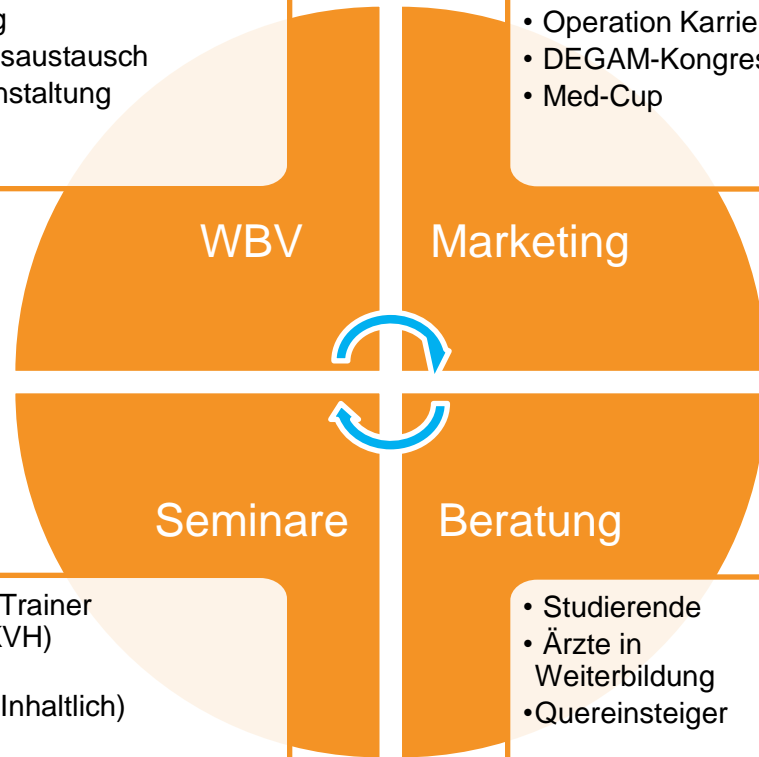 g
saustausch
nstaltung
• Operation Karrie
• DEGAM-Kongres
• Med-Cup
WBV
Marketing
Seminare
Beratung
Trainer
VH)
Inhaltlich)
• Studierende
• Ärzte in
Weiterbildung
•Quereinsteiger